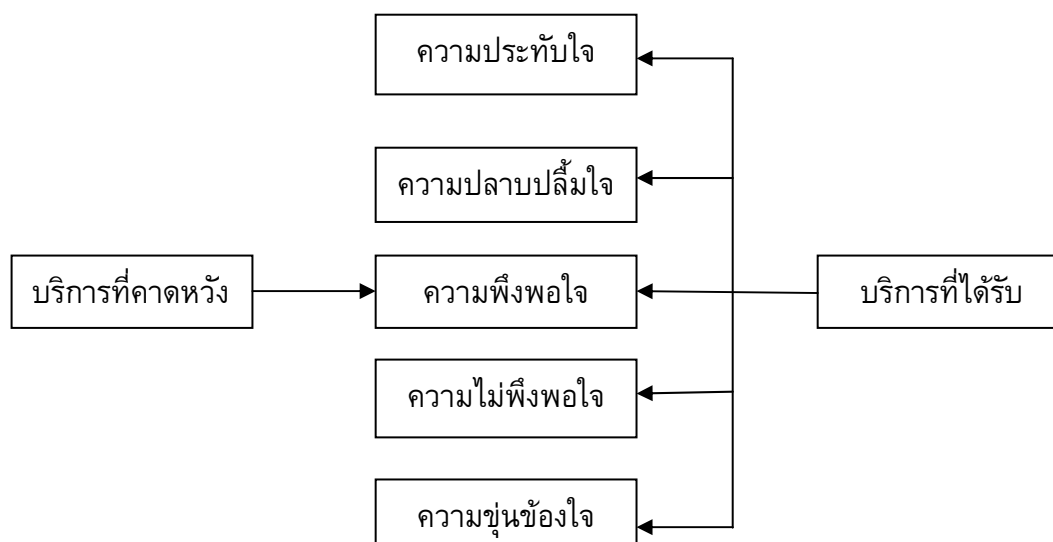 ความประทับใจ
ความปลาบปลื้มใจ
บริการที่คาดหวัง
ความพึงพอใจ
บริการที่ได้รับ
ความไม่พึงพอใจ
ความขุ่นข้องใจ